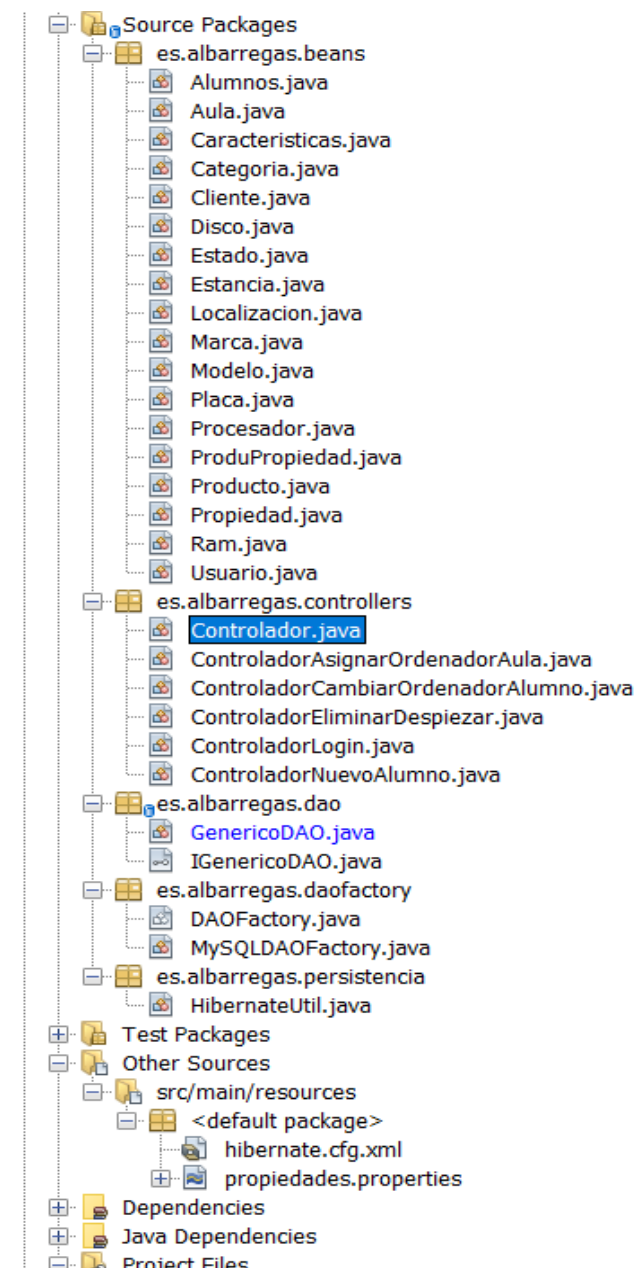 Source Packages
es.albarregas.beans
Alumnos.java
Aula.java
Caracteristicas.java
Categoria.java
Cliente.java
Disco.java
Estado.java
Estancia.java
Localizacion.java
Marca.java
Modelo.java
Placa.java
Procesador.java
ProduPropiedad.java
Producto.java
Propiedad.java
Ram.java
Usuario.java
es.albarregas.controllers
Controlador.java
ControladorAsignarOrdenadorAula.java
ControladorCambiarOrdenadorAlumno.java
ControladorEliminarDespiezar.java
ControladorLogin.java
ControladorNuevoAlumno.java
es.albarregas.dao
GenericoDAO.java
IGenericoDAO.java
es.albarregas.daofactory
DAOFactory.java
MySQLDAOFactory.java
es.albarregas.persistencia
HibernateUtil.java
Test Packages
Other Sources
src/main/resources
<default package>
hibernate.cfg.xml
propiedades.properties
Dependencies
Java Dependencies
Project Files